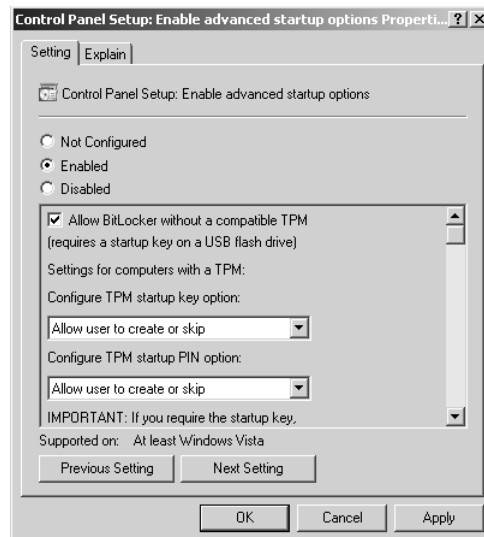 Control Panel Setup: Enable advanced startup options Properti... ? X
Setting Explain
Control Panel Setup: Enable advanced startup options
Not Configured
Enabled
Disabled
Allow BitLocker without a compatible TPM
(requires a startup key on a USB flash drive)
Settings for computers with a TPM:
Configure TPM startup key option:
Allow user to create or skip
Configure TPM startup PIN option:
Allow user to create or skip
IMPORTANT: If you require the startup key,
Supported on: At least Windows Vista
Previous Setting Next Setting
OK Cancel Apply